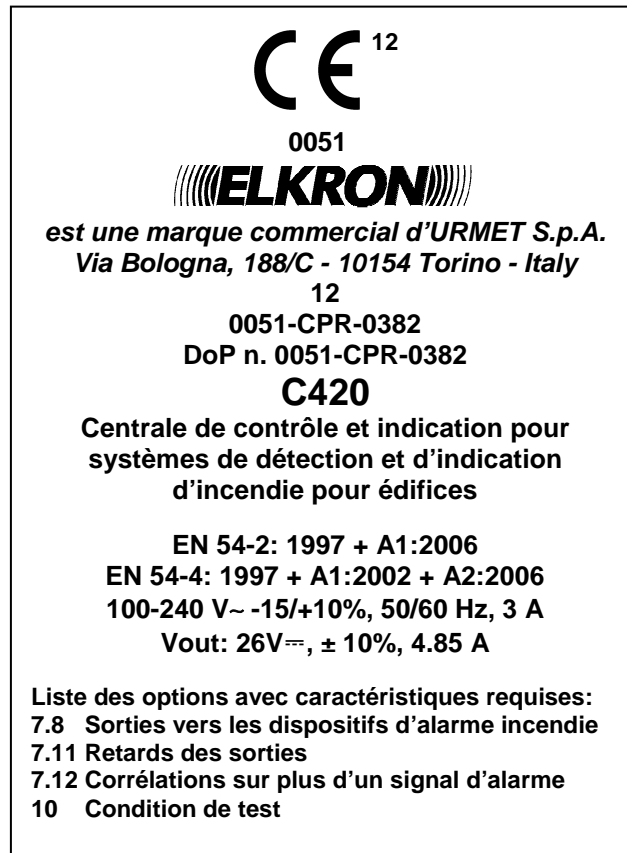 CE 12
0051
ELKRON
est une marque commercial d'URMET S.p.A.
Via Bologna, 188/C - 10154 Torino - Italy
12
0051-CPR-0382
DoP n. 0051-CPR-0382
C420
Centrale de contrôle et indication pour
systèmes de détection et d'indication
d'incendie pour édifices
EN 54-2: 1997 + A1:2006
EN 54-4: 1997 + A1:2002 + A2:2006
100-240 V~ -15/+10%, 50/60 Hz, 3 A
Vout: 26V⎓, ± 10%, 4.85 A
Liste des options avec caractéristiques requises:
7.8 Sorties vers les dispositifs d'alarme incendie
7.11 Retards des sorties
7.12 Corrélations sur plus d'un signal d'alarme
10 Condition de test